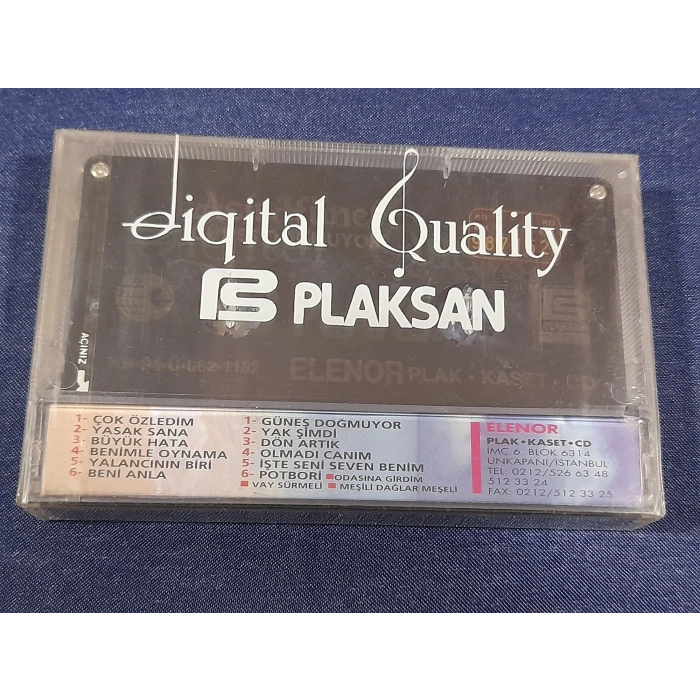 digital Quality
PLAKSAN
AÇINIZ
ELENOR PLAK • KASET • CD
1- ÇOK ÖZLEDİM
2- YASAK SANA
3- BÜYÜK HATA
4- BENİMLE OYNAMA
5- YALANCININ BİRİ
6- BENİ ANLA
1- GÜNEŞ DOĞMUYOR
2- YAK ŞİMDİ
3- DÖN ARTIK
4- OLMADI CANIM
5- İŞTE SENİ SEVEN BENİM
6- POTBORİ ■ ODASINA GİRDİM
■ VAY SÜRMELİ ■ MEŞİLİ DAĞLAR MEŞELİ
ELENOR
PLAK • KASET • CD
İMÇ 6. BLOK 6314
UNKAPANI/İSTANBUL
TEL: 0212/526 63 48
512 33 24
FAX: 0212/512 33 25